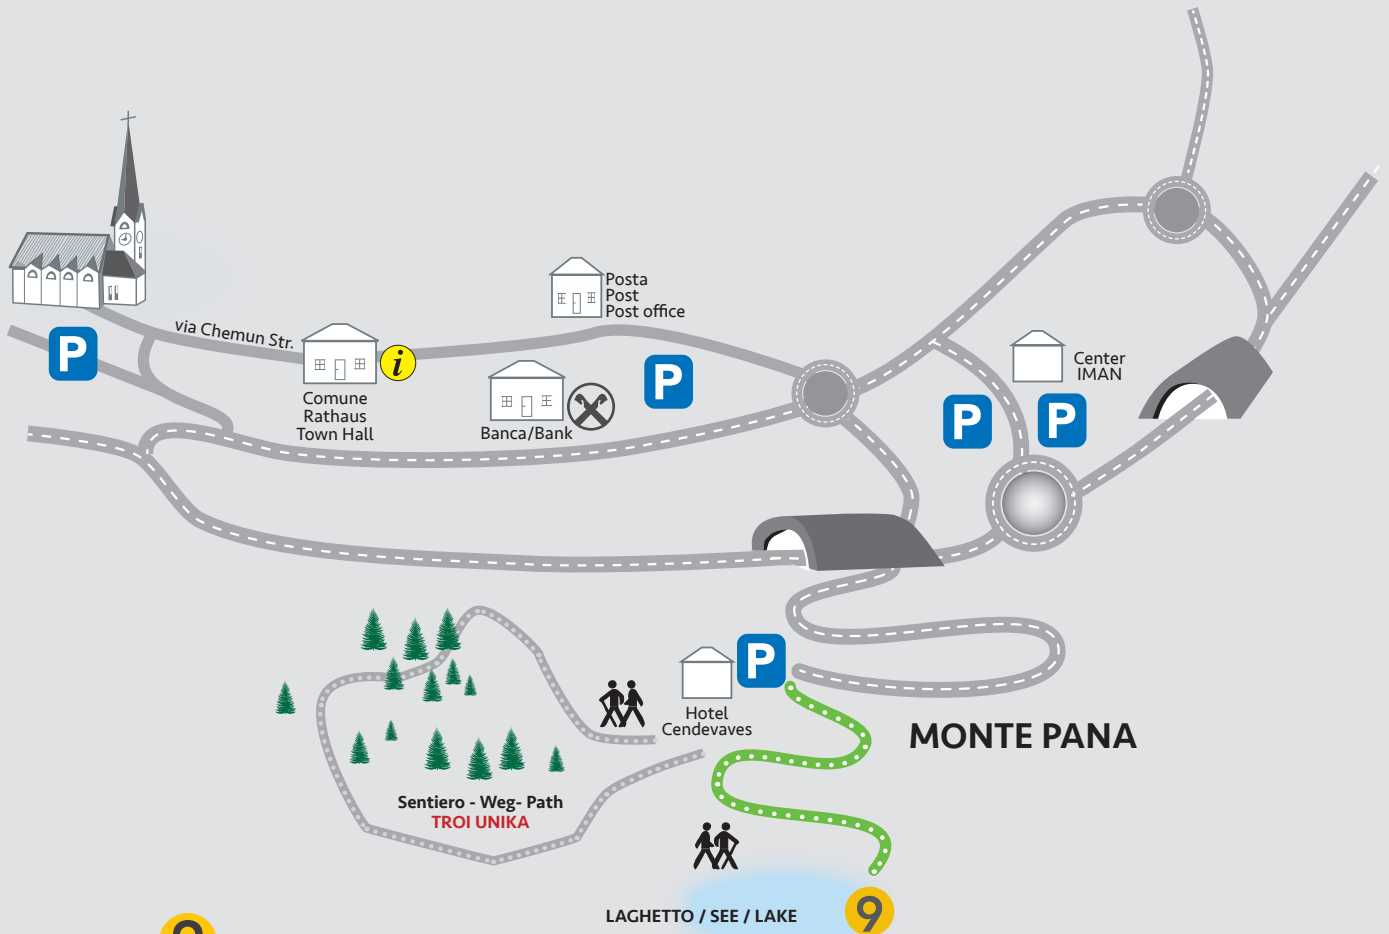 via Chemun Str.
Posta
Post
Post office
P
i
Comune
Rathaus
Town Hall
Banca/Bank
P
Center
IMAN
P
P
P
Hotel
Cendevaves
MONTE PANA
Sentiero - Weg- Path
TROI UNIKA
LAGHETTO / SEE / LAKE
9